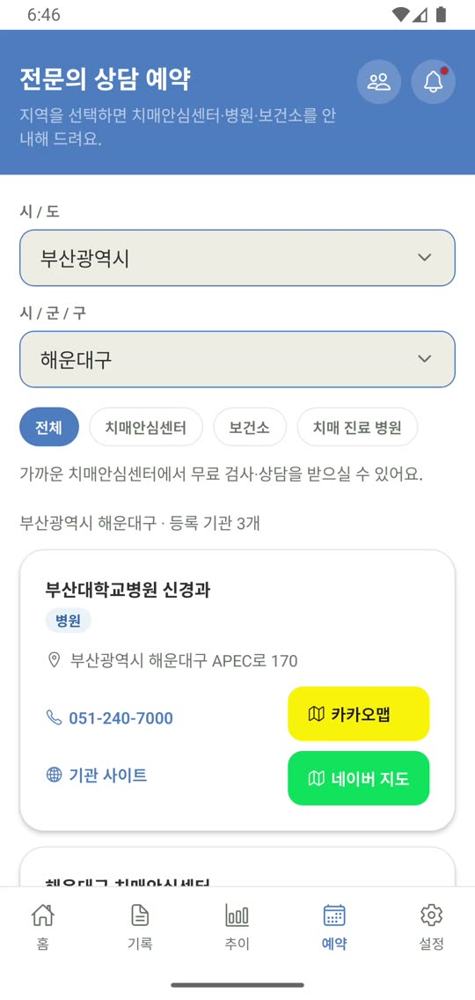 6:46
전문의 상담 예약
지역을 선택하면 치매안심센터·병원·보건소를 안
내해 드려요.
시 / 도
부산광역시
시 / 군 / 구
해운대구
전체
치매안심센터
보건소
치매 진료 병원
가까운 치매안심센터에서 무료 검사·상담을 받으실 수 있어요.
부산광역시 해운대구 · 등록 기관 3개
부산대학교병원 신경과
병원
부산광역시 해운대구 APEC로 170
051-240-7000
카카오맵
기관 사이트
네이버 지도
해운대구 치매안심센터
홈
기록
추이
예약
설정